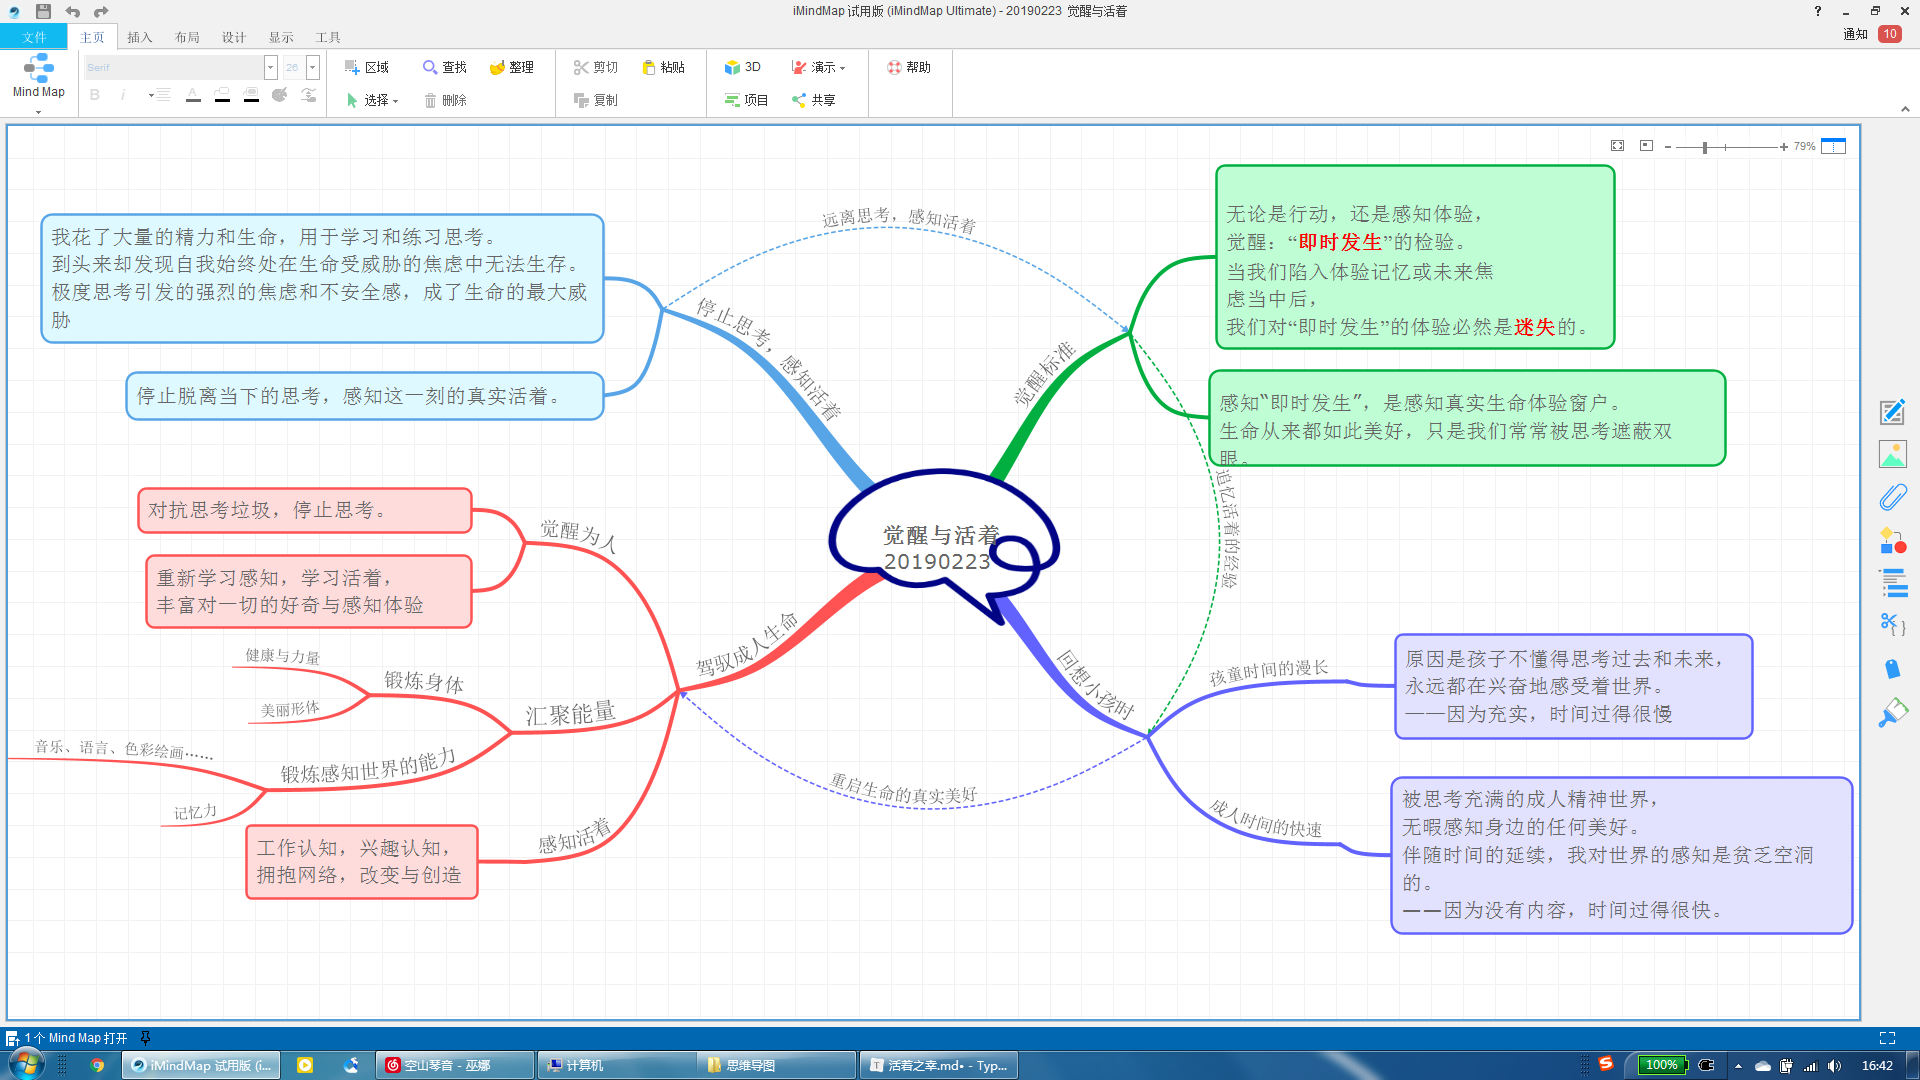 iMindMap 试用版 (iMindMap Ultimate) - 20190223 觉醒与活着
文件 主页 插入 布局 设计 显示 工具
通知 10
Mind Map
Serif 26
B i A
区域 查找 整理
选择 删除
剪切 粘贴
复制
3D 演示
项目 共享
帮助
79%
我花了大量的精力和生命，用于学习和练习思考。
到头来却发现自我始终处在生命受威胁的焦虑中无法生存。
极度思考引发的强烈的焦虑和不安全感，成了生命的最大威
胁
停止脱离当下的思考，感知这一刻的真实活着。
停止思考，感知活着
远离思考，感知活着
觉醒标准
无论是行动，还是感知体验，
觉醒：“即时发生”的检验。
当我们陷入体验记忆或未来焦
虑当中后，
我们对“即时发生”的体验必然是迷失的。
感知“即时发生”，是感知真实生命体验窗户。
生命从来都如此美好，只是我们常常被思考遮蔽双
眼。
追忆活着的经验
觉醒与活着
20190223
对抗思考垃圾，停止思考。
重新学习感知，学习活着，
丰富对一切的好奇与感知体验
觉醒为人
驾驭成人生命
健康与力量
美丽形体
锻炼身体
汇聚能量
音乐、语言、色彩绘画……
记忆力
锻炼感知世界的能力
感知活着
工作认知，兴趣认知，
拥抱网络，改变与创造
重启生命的真实美好
回想小孩时
孩童时间的漫长
原因是孩子不懂得思考过去和未来，
永远都在兴奋地感受着世界。
——因为充实，时间过得很慢
成人时间的快速
被思考充满的成人精神世界，
无暇感知身边的任何美好。
伴随时间的延续，我对世界的感知是贫乏空洞
的。
——因为没有内容，时间过得很快。
1个 Mind Map 打开
iMindMap 试用版 (i...
空山琴音 - 巫娜
计算机
思维导图
活着之幸.md• - Typ...
100%
16:42